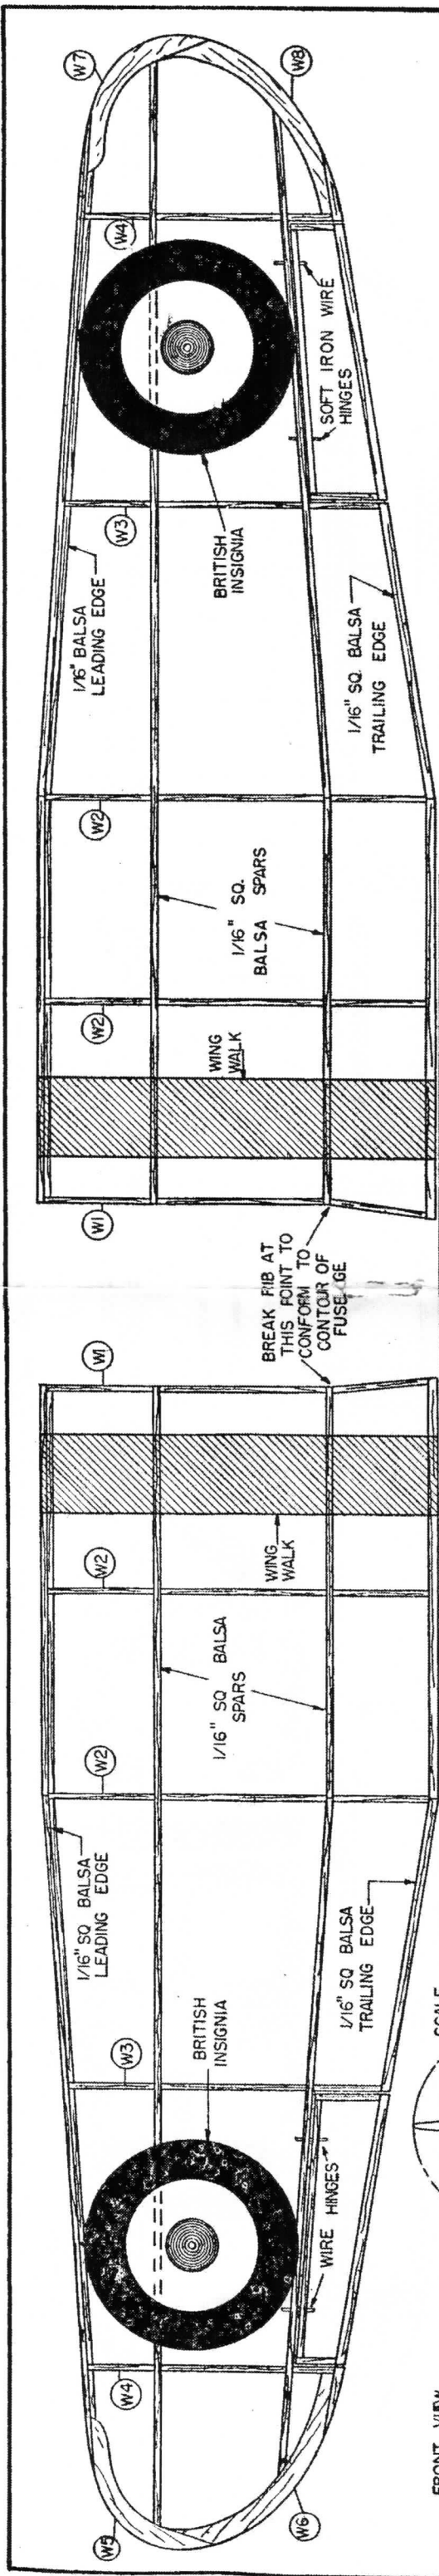 W5
W4
W3
W2
W2
W1
W1
W2
W2
W3
W4
W7
1/16" SQ BALSA
LEADING EDGE
1/16" BALSA
LEADING EDGE
BRITISH
INSIGNIA
1/16" SQ BALSA
SPARS
WING
WALK
WING
WALK
1/16" SQ.
BALSA SPARS
BRITISH
INSIGNIA
BREAK RIB AT
THIS POINT TO
CONFORM TO
CONTOUR OF
W6
WIRE HINGES
1/16" SQ BALSA
TRAILING EDGE
1/16" SQ. BALSA
TRAILING EDGE
SOFT IRON WIRE
HINGES
W8
FRONT VIEW
SCALE